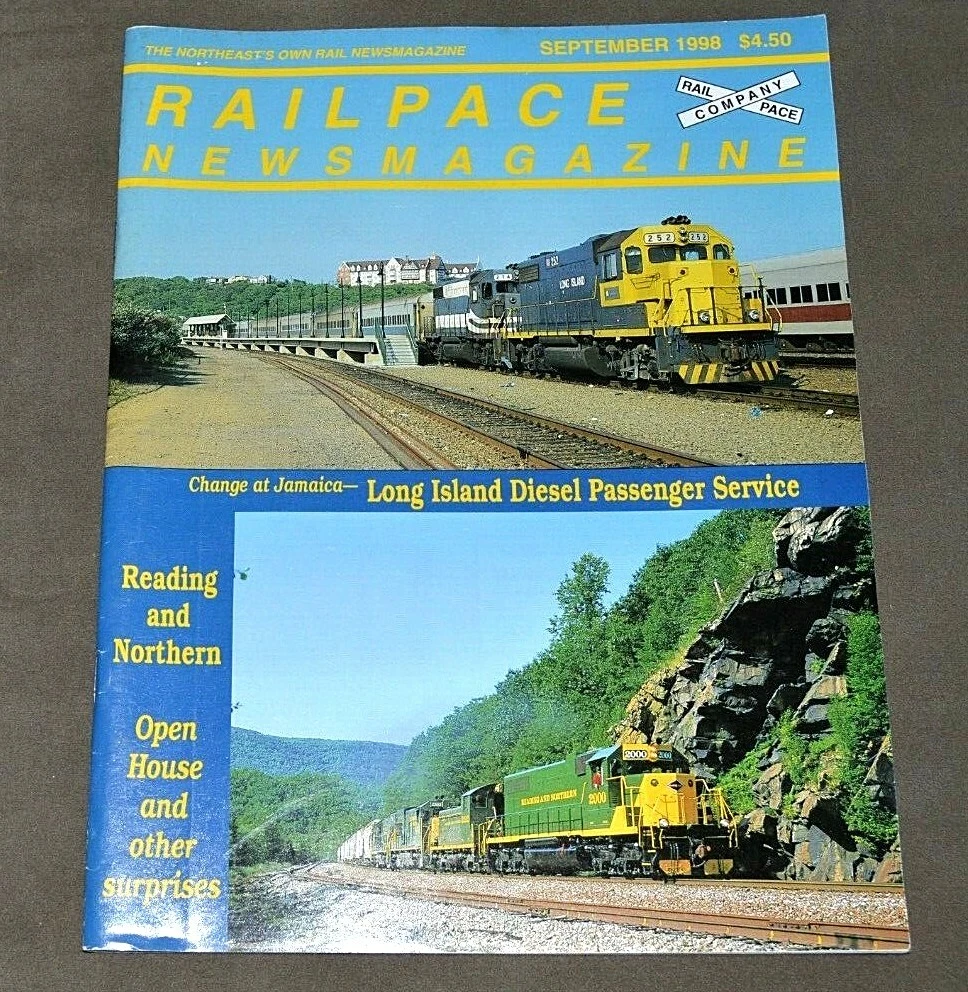 THE NORTHEAST'S OWN RAIL NEWSMAGAZINE
SEPTEMBER 1998 $4.50
RAILPACE
NEWSMAGAZINE
RAIL
COMPANY
PACE
252 252
252
LONG ISLAND
Change at Jamaica— Long Island Diesel Passenger Service
Reading
and
Northern
Open
House
and
other
surprises
2000 2000
READING AND NORTHERN
2000